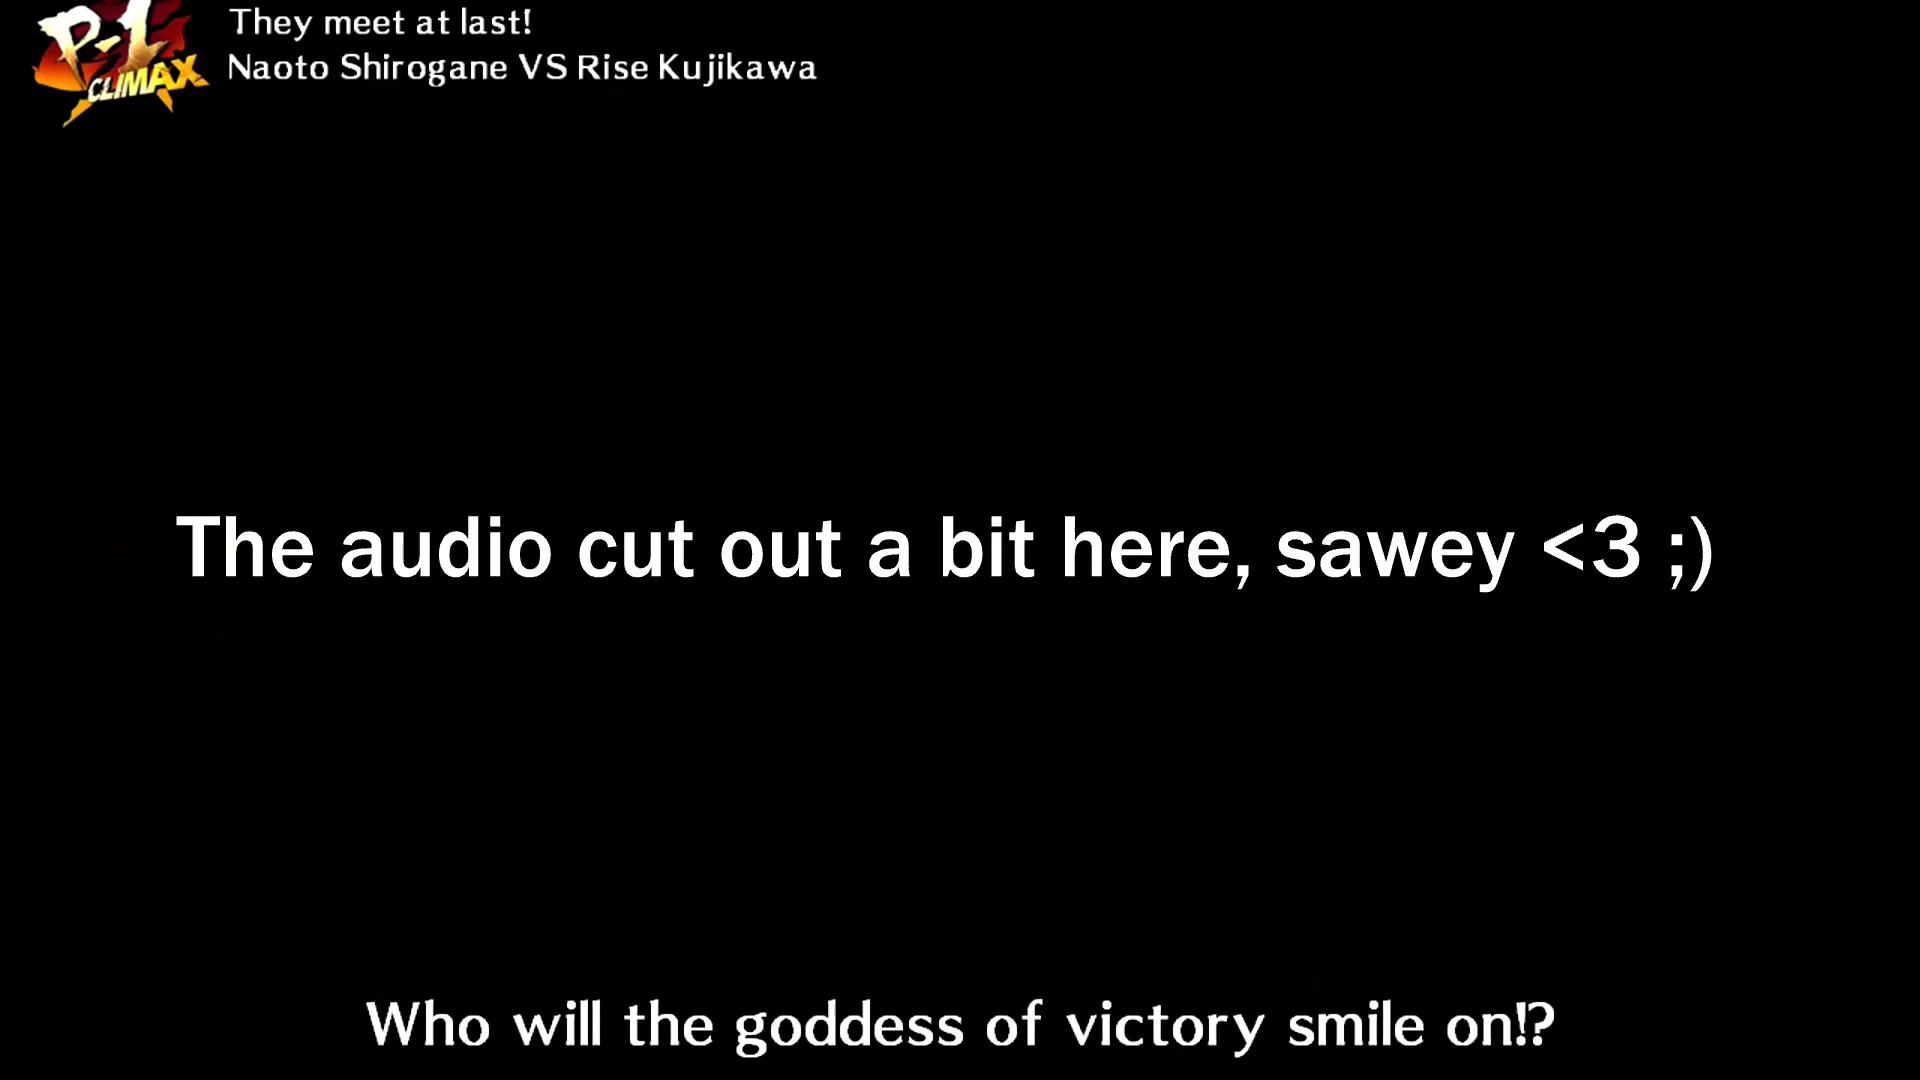 P-1
CLIMAX
They meet at last!
Naoto Shirogane VS Rise Kujikawa
The audio cut out a bit here, sawey <3 ;)
Who will the goddess of victory smile on!?